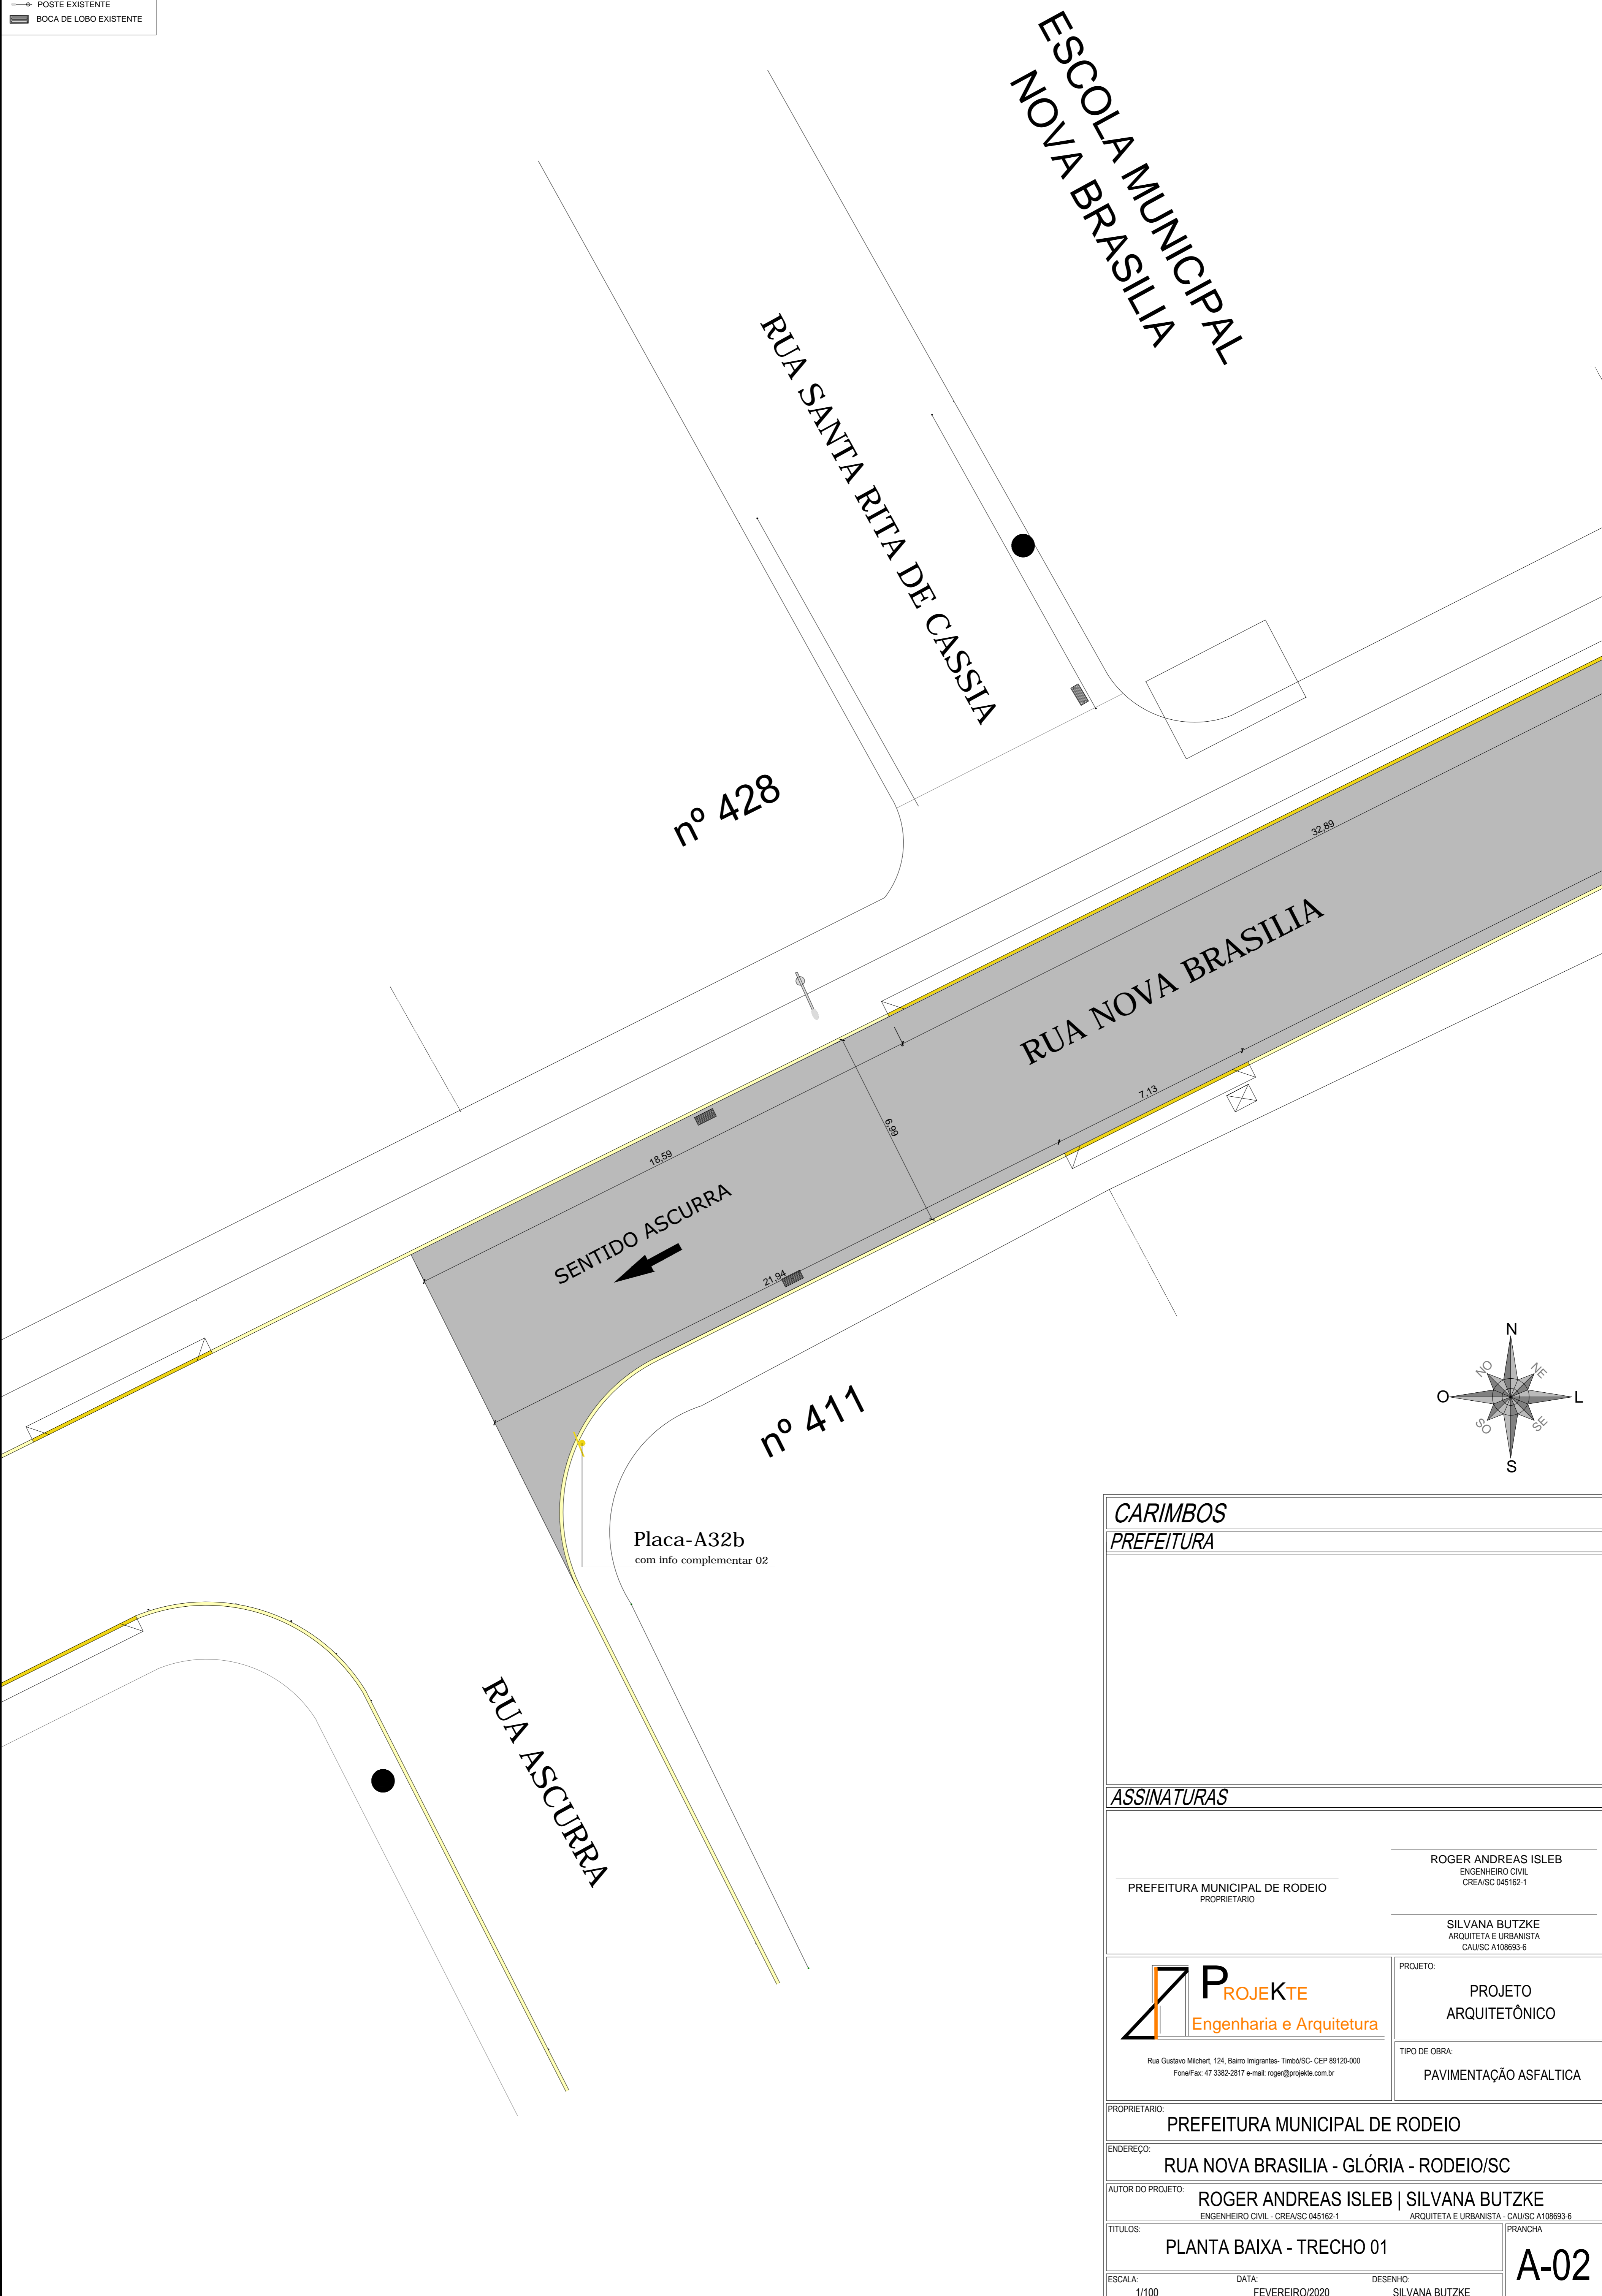 POSTE EXISTENTE
BOCA DE LOBO EXISTENTE
ESCOLA MUNICIPAL
NOVA BRASILIA
RUA SANTA RITA DE CASSIA
nº 428
32,89
RUA NOVA BRASILIA
7,13
6,99
18,59
SENTIDO ASCURRA
21,94
nº 411
Placa-A32b
com info complementar 02
RUA ASCURRA
N
NO
NE
O
L
SO
SE
S
CARIMBOS
PREFEITURA
ASSINATURAS
PREFEITURA MUNICIPAL DE RODEIO
PROPRIETARIO
ROGER ANDREAS ISLEB
ENGENHEIRO CIVIL
CREA/SC 045162-1
SILVANA BUTZKE
ARQUITETA E URBANISTA
CAU/SC A108693-6
PROJEKTE
Engenharia e Arquitetura
Rua Gustavo Milchert, 124, Bairro Imigrantes- Timbó/SC- CEP 89120-000
Fone/Fax: 47 3382-2817 e-mail: roger@projekte.com.br
PROJETO:
PROJETO
ARQUITETÔNICO
TIPO DE OBRA:
PAVIMENTAÇÃO ASFALTICA
PROPRIETARIO:
PREFEITURA MUNICIPAL DE RODEIO
ENDEREÇO:
RUA NOVA BRASILIA - GLÓRIA - RODEIO/SC
AUTOR DO PROJETO:
ROGER ANDREAS ISLEB | SILVANA BUTZKE
ENGENHEIRO CIVIL - CREA/SC 045162-1 ARQUITETA E URBANISTA - CAU/SC A108693-6
TITULOS:
PLANTA BAIXA - TRECHO 01
PRANCHA
A-02
ESCALA: DATA: DESENHO:
1/100 FEVEREIRO/2020 SILVANA BUTZKE